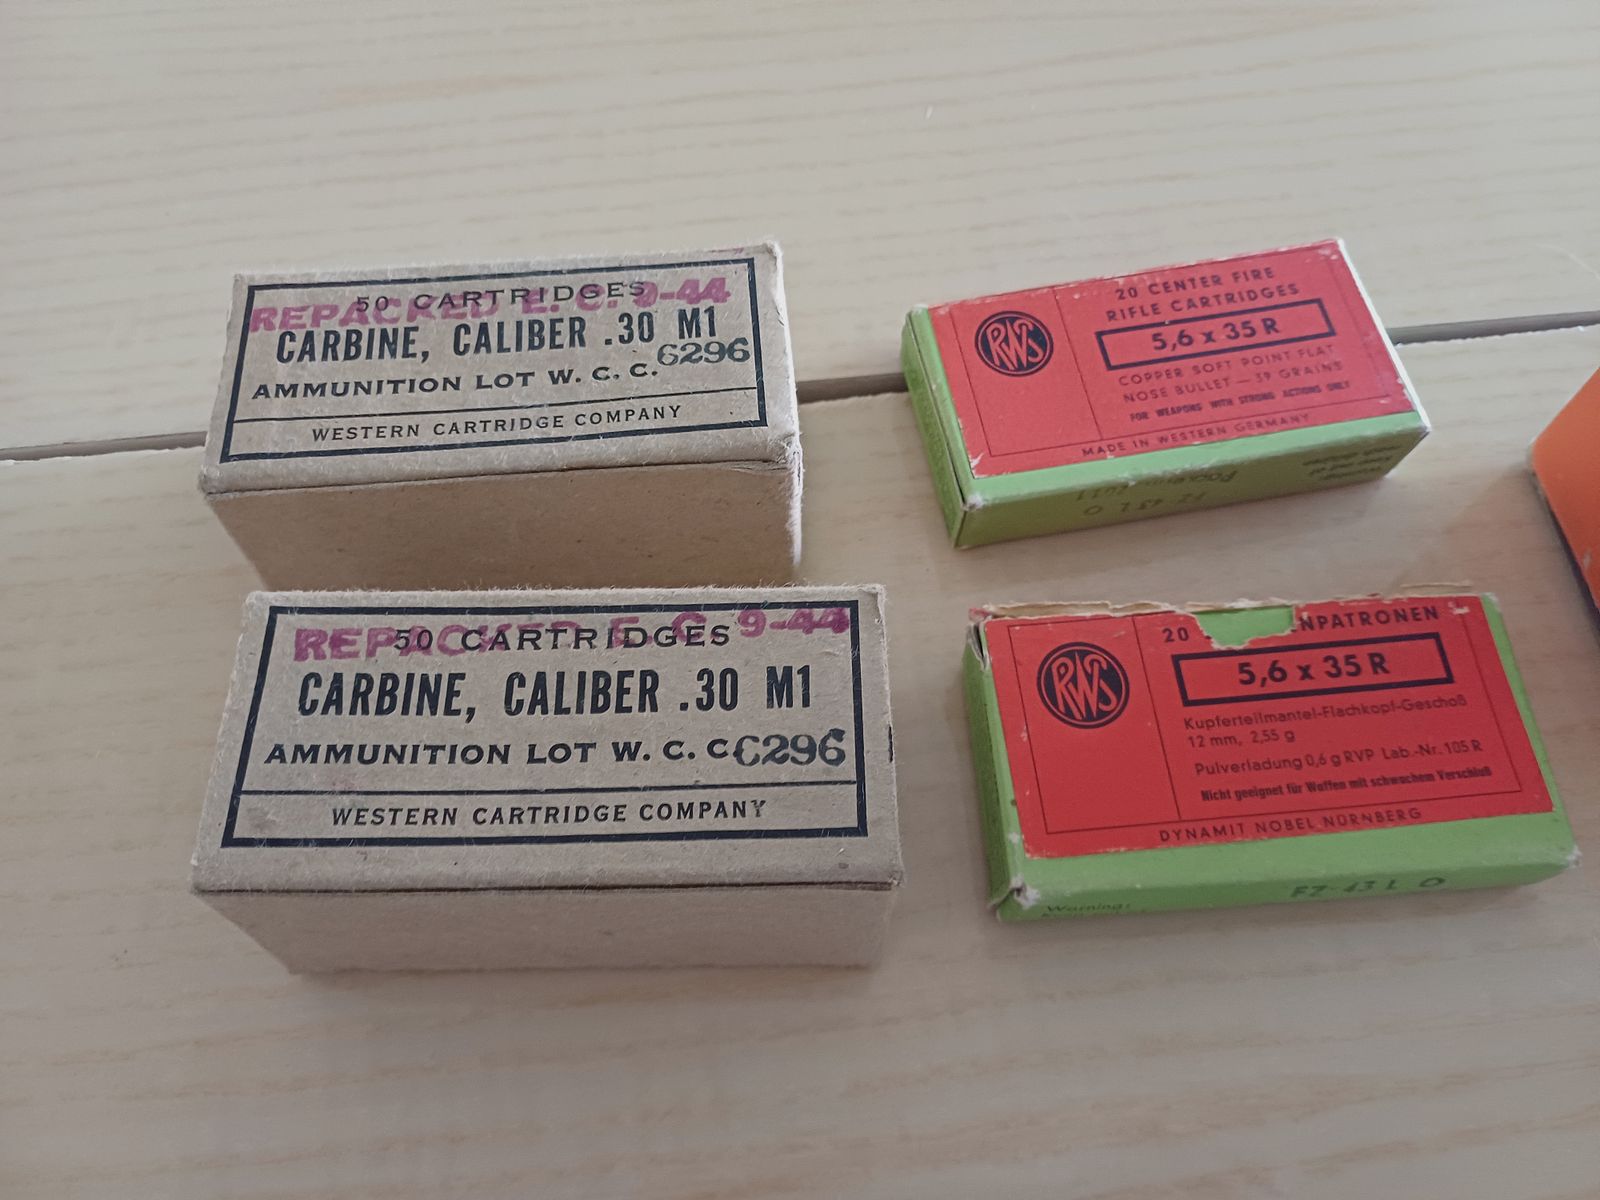 50 CARTRIDGES
REPACKED E. C. 9-44
CARBINE, CALIBER .30 M1
AMMUNITION LOT W. C. C. 6296
WESTERN CARTRIDGE COMPANY
RWS
20 CENTER FIRE
RIFLE CARTRIDGES
5,6 x 35 R
COPPER SOFT POINT FLAT
NOSE BULLET — 39 GRAINS
FOR WEAPONS WITH STRONG ACTIONS ONLY
MADE IN WESTERN GERMANY
50 CARTRIDGES
REPACKED E. C. 9-44
CARBINE, CALIBER .30 M1
AMMUNITION LOT W. C. C 6296
WESTERN CARTRIDGE COMPANY
RWS
20 NPATRONEN
5,6 x 35 R
Kupferteilmantel-Flachkopf-Geschoß
12 mm, 2,55 g
Pulverladung 0,6 g RVP Lab.-Nr. 105 R
Nicht geeignet für Waffen mit schwachem Verschluß
DYNAMIT NOBEL NÜRNBERG
FZ 43 L O
Warning: